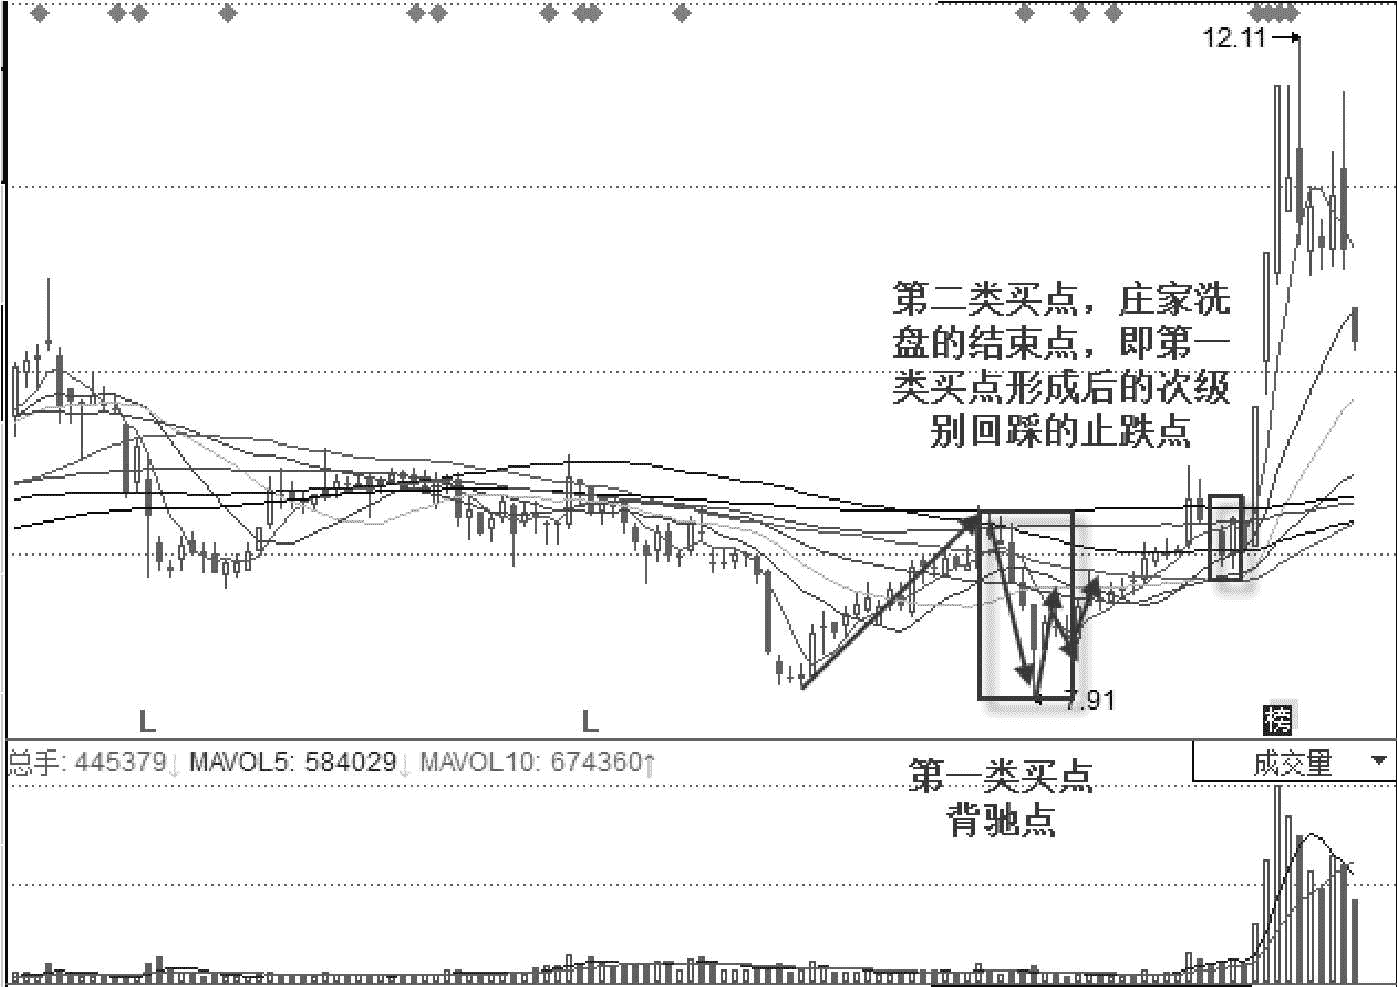 12.11
第二类买点，庄家洗
盘的结束点，即第一
类买点形成后的次级
别回踩的止跌点
7.91
L
L
榜
总手: 445379↓ MAVOL5: 584029↓ MAVOL10: 674360↑
成交量
第一类买点
背驰点